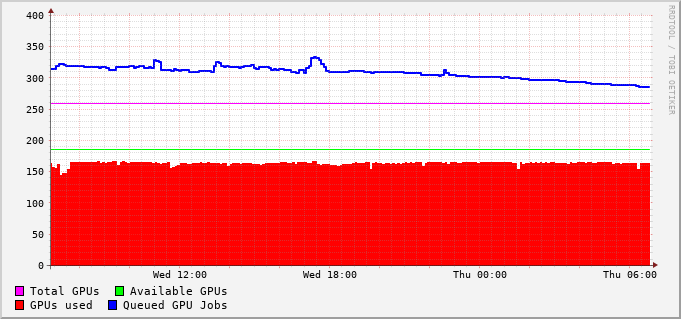 400
350
300
250
200
150
100
50
0
Wed 12:00 Wed 18:00 Thu 00:00 Thu 06:00
Total GPUs Available GPUs
GPUs used Queued GPU Jobs
RRDTOOL / TOBI OETIKER